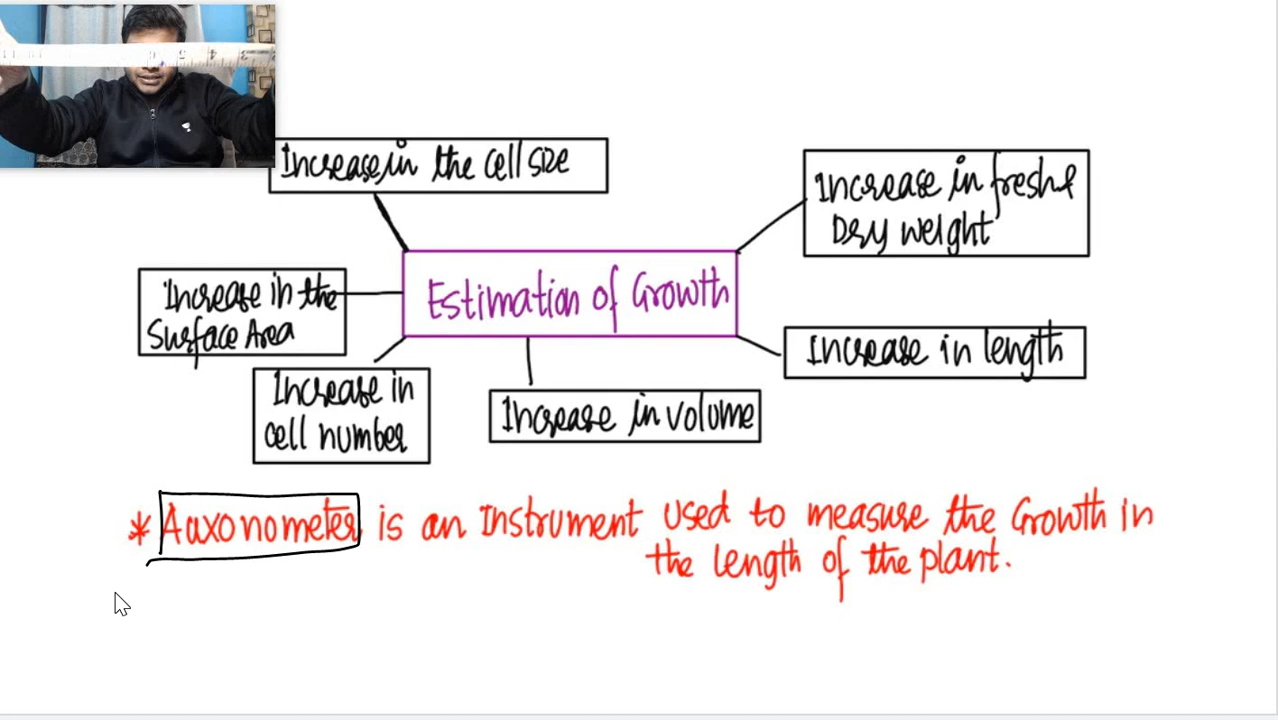 Increase in the cell size
Increase in fresh &
Dry weight
Estimation of Growth
Increase in the
Surface Area
Increase in length
Increase in
cell number
Increase in volume
* Aaxonometer is an Instrument used to measure the Growth in
the length of the plant.